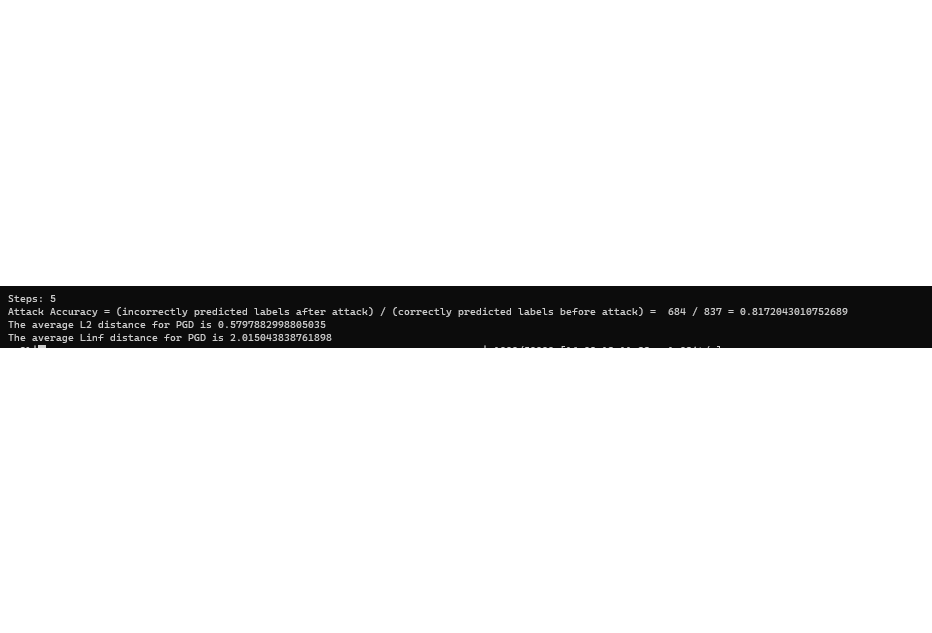 Steps: 5
Attack Accuracy = (incorrectly predicted labels after attack) / (correctly predicted labels before attack) =  684 / 837 = 0.8172043010752689
The average L2 distance for PGD is 0.5797882998805035
The average Linf distance for PGD is 2.015043838761898